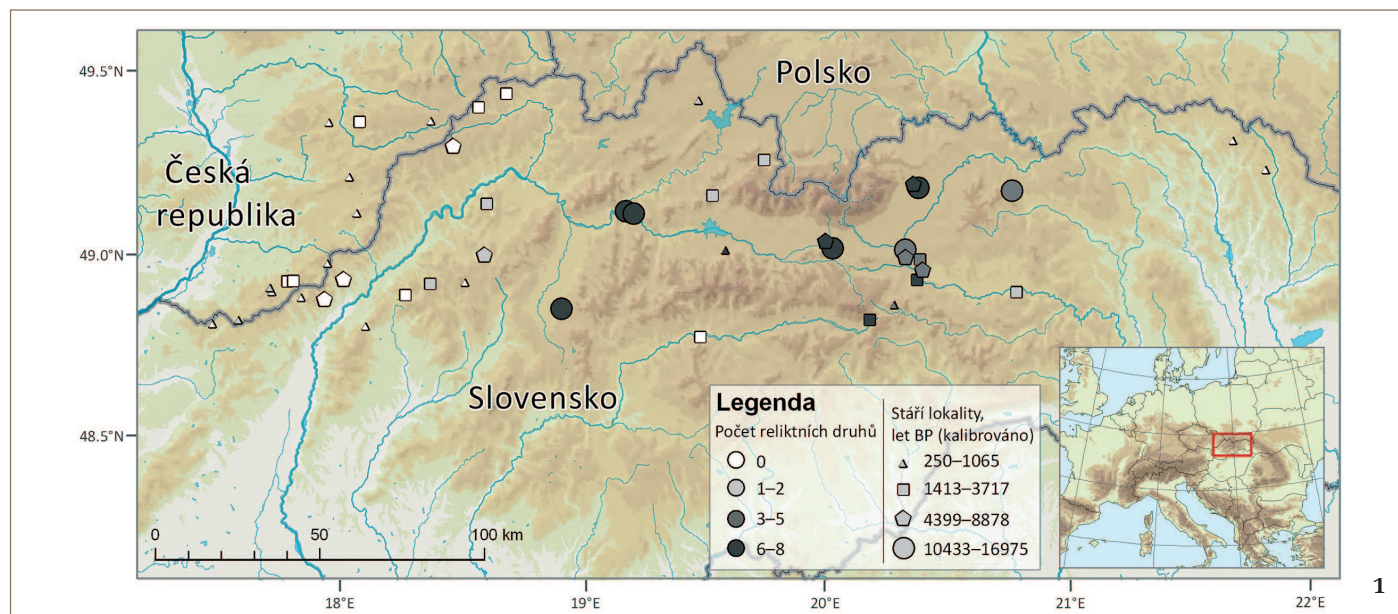 49.5°N
49.0°N
48.5°N
Polsko
Česká
republika
Slovensko
0
50
100 km
Legenda
Počet reliktních druhů
0
1–2
3–5
6–8
Stáří lokality,
let BP (kalibrováno)
250–1065
1413–3717
4399–8878
10433–16975
18°E
19°E
20°E
21°E
22°E
1